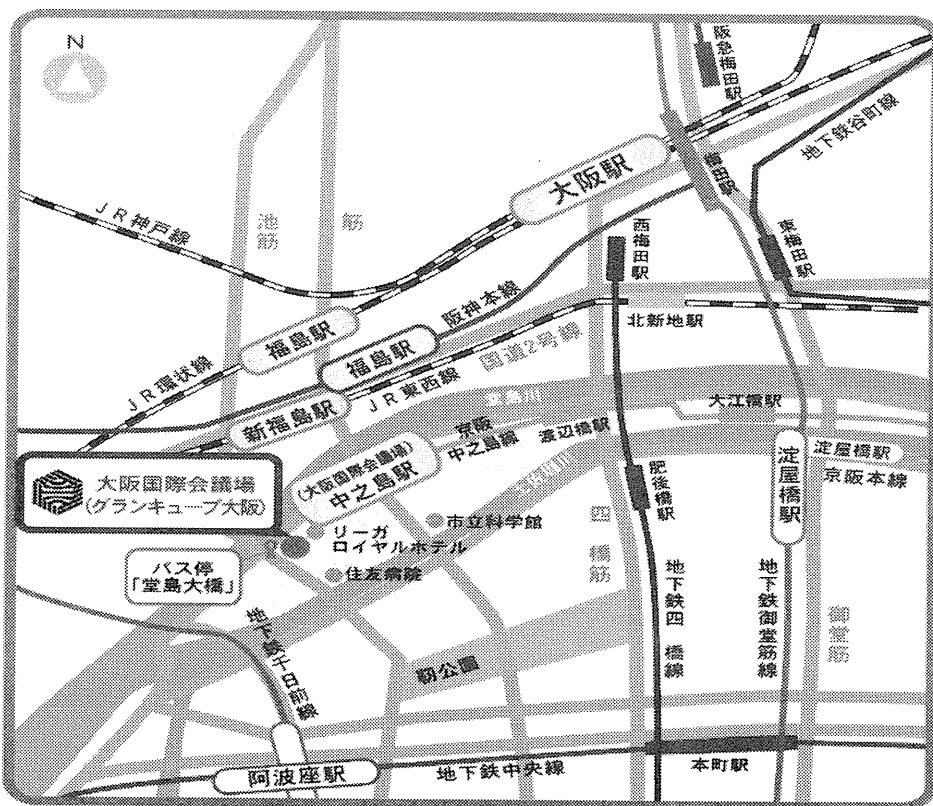 N
阪急梅田駅
地下鉄谷町線
大阪駅
梅田駅
JR神戸線
池筋
筋
西梅田駅
東梅田駅
福島駅
阪神本線
北新地駅
国道2号線
JR環状線
福島駅
JR東西線
堂島川
大江橋駅
新福島駅
京阪
中之島線
渡辺橋駅
淀屋橋駅
淀屋橋駅
京阪本線
(大阪国際会議場)
中之島駅
大阪国際会議場
(グランキューブ大阪)
肥後橋駅
市立科学館
リーガ
ロイヤルホテル
四
橋筋
住友病院
バス停
「堂島大橋」
地下鉄千日前線
地下鉄四 橋線
地下鉄御堂筋線
御堂筋
靭公園
阿波座駅
地下鉄中央線
本町駅